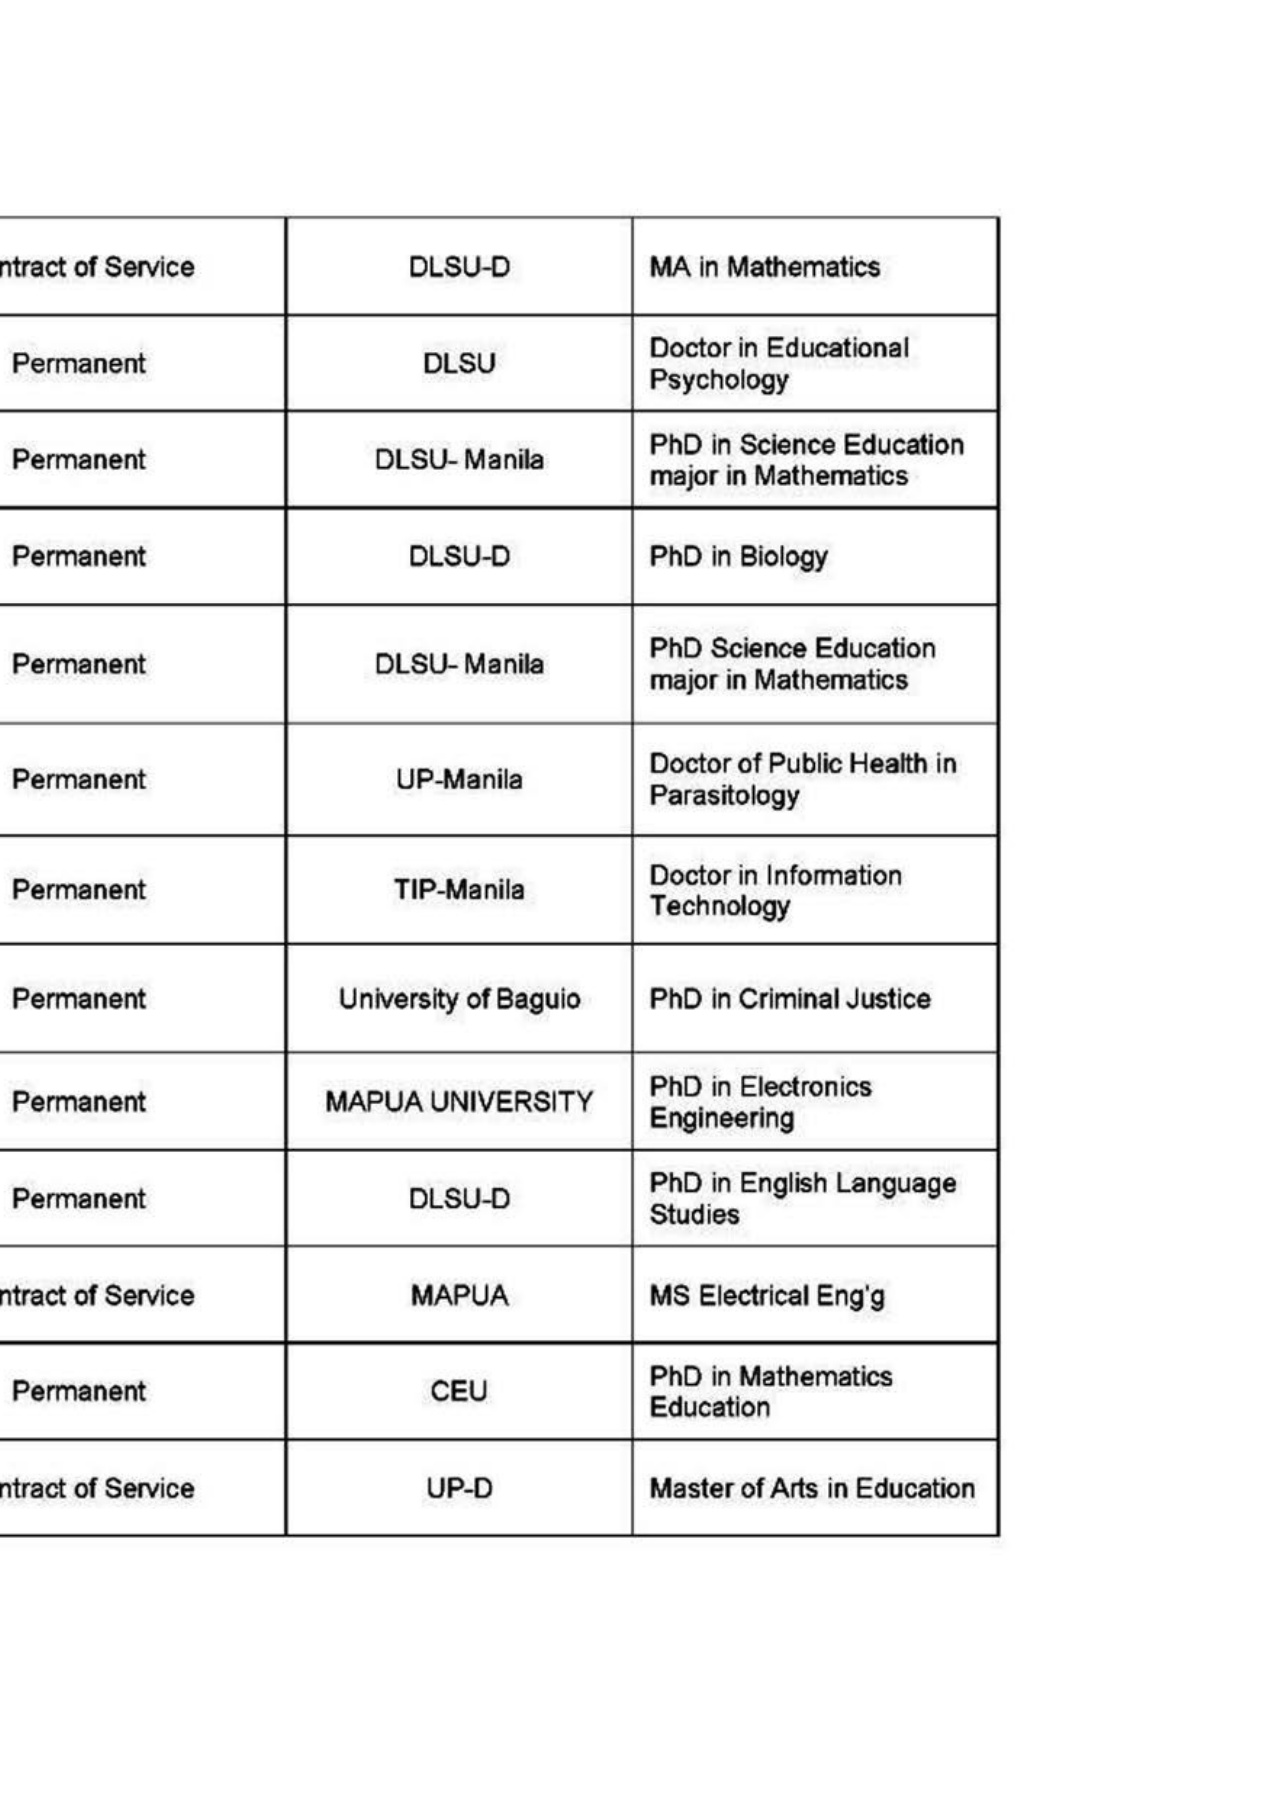 ntract of Service DLSU-D MA in Mathematics
Permanent DLSU Doctor in Educational
Psychology
Permanent DLSU- Manila PhD in Science Education
major in Mathematics
Permanent DLSU-D PhD in Biology
Permanent DLSU- Manila PhD Science Education
major in Mathematics
Permanent UP-Manila Doctor of Public Health in
Parasitology
Permanent TIP-Manila Doctor in Information
Technology
Permanent University of Baguio PhD in Criminal Justice
Permanent MAPUA UNIVERSITY PhD in Electronics
Engineering
Permanent DLSU-D PhD in English Language
Studies
ntract of Service MAPUA MS Electrical Eng'g
Permanent CEU PhD in Mathematics
Education
ntract of Service UP-D Master of Arts in Education